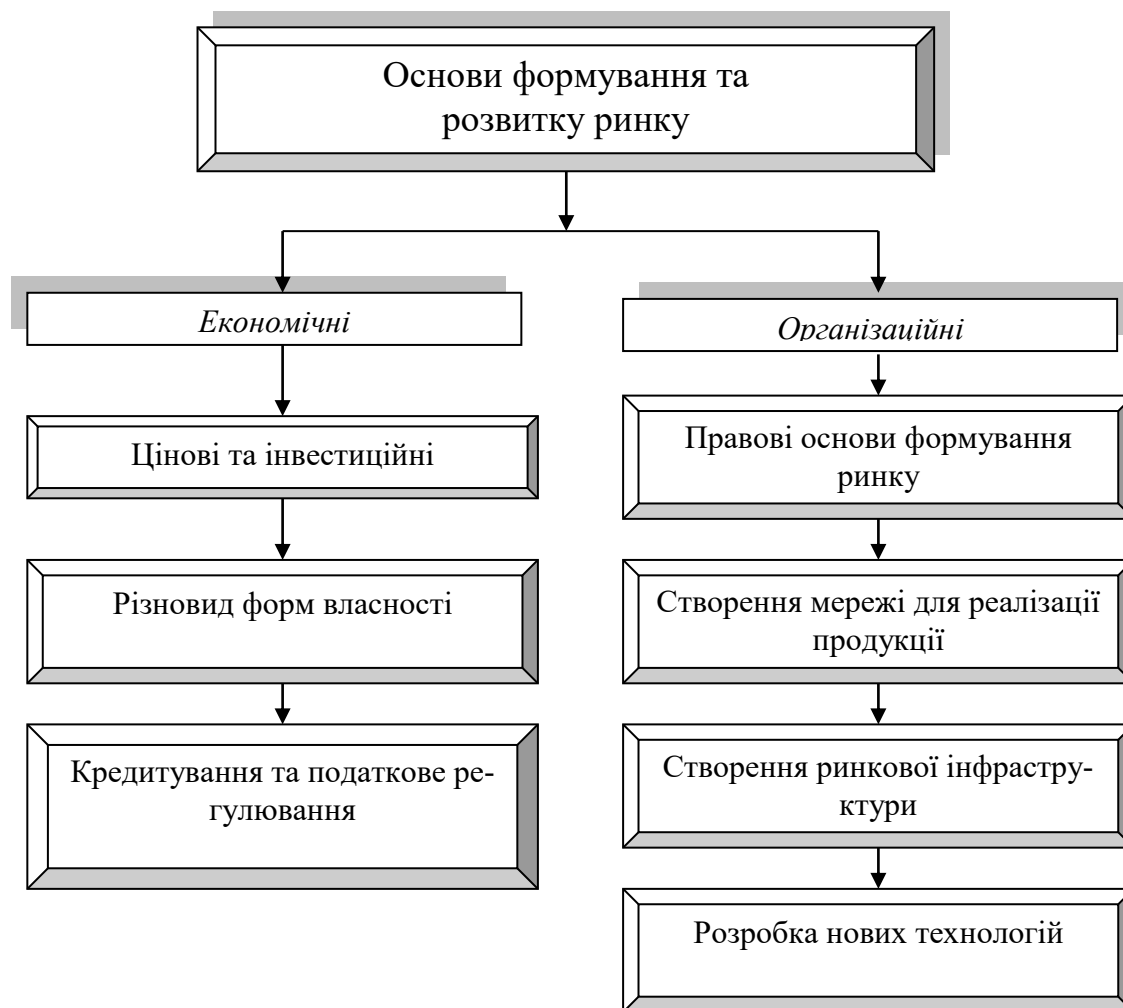 Основи формування та
розвитку ринку
Економічні
Організаційні
Цінові та інвестиційні
Правові основи формування
ринку
Різновид форм власності
Створення мережі для реалізації
продукції
Кредитування та податкове ре-
гулювання
Створення ринкової інфрастру-
ктури
Розробка нових технологій